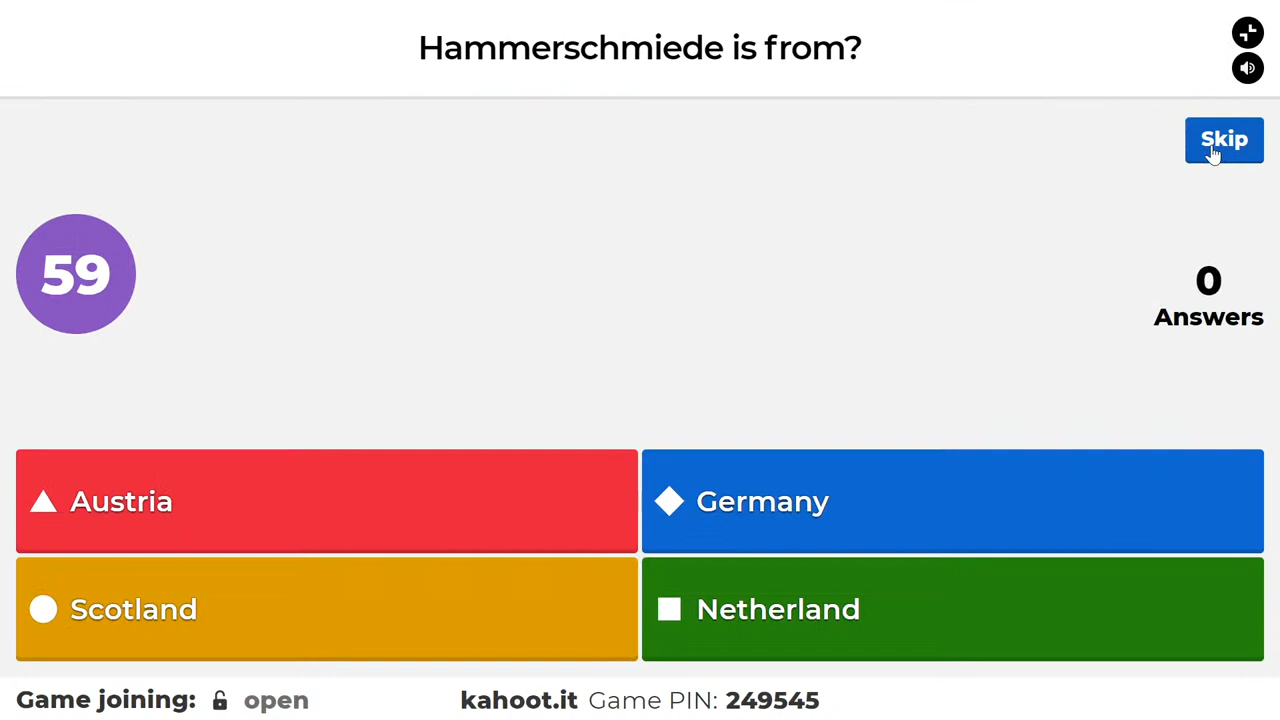 Hammerschmiede is from?
Skip
59
0
Answers
Austria
Germany
Scotland
Netherland
Game joining: open
kahoot.it Game PIN: 249545